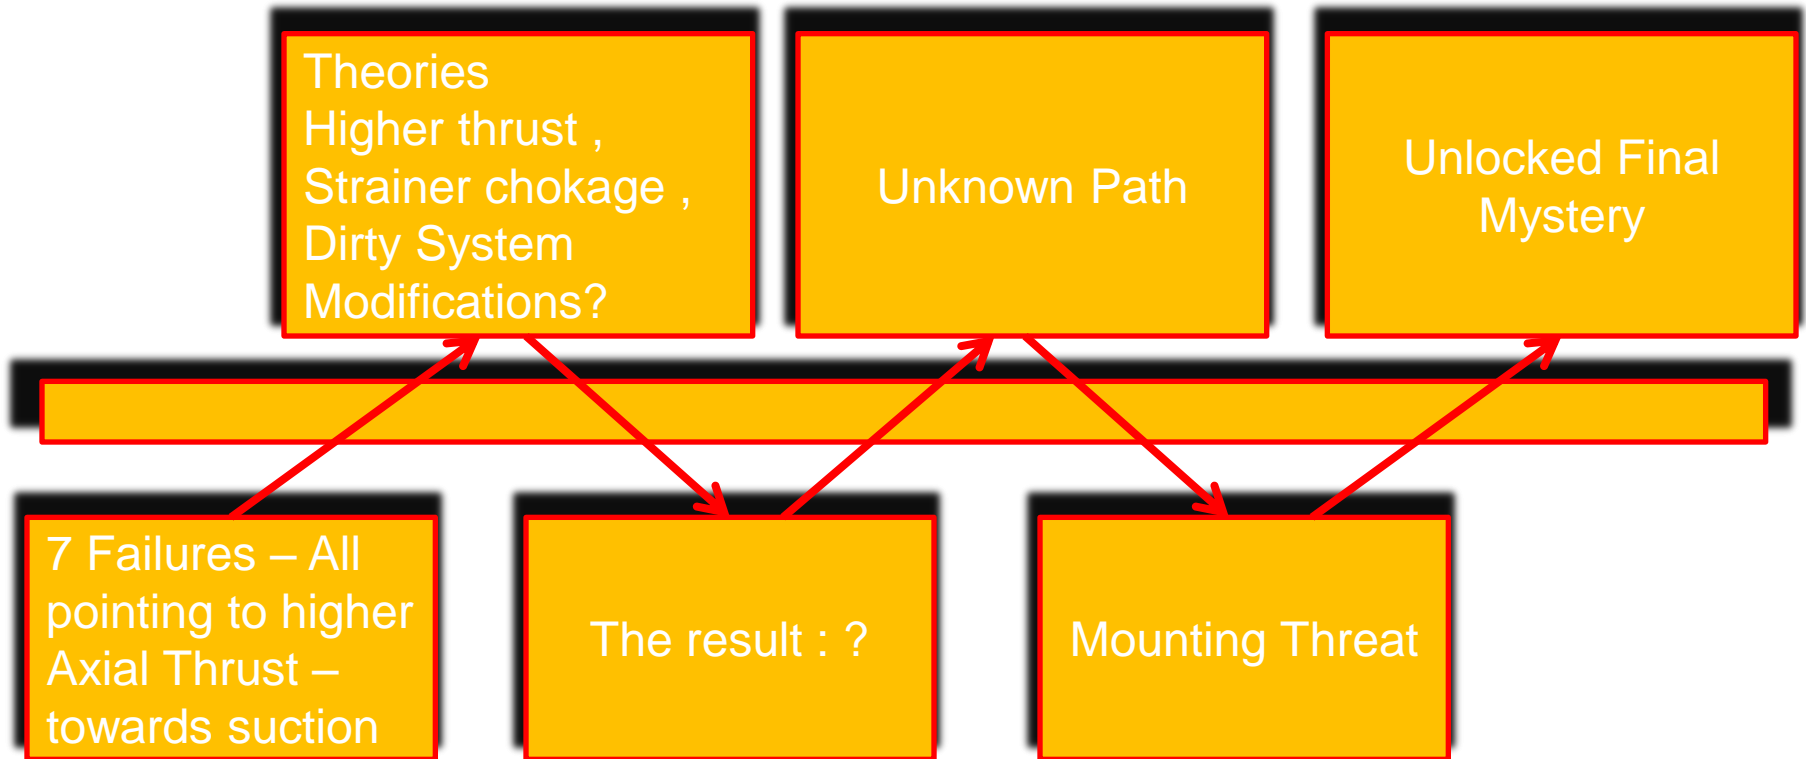 Theories
Higher thrust ,
Strainer chokage ,
Dirty System
Modifications?
Unknown Path
Unlocked Final
Mystery
7 Failures – All
pointing to higher
Axial Thrust –
towards suction
The result : ?
Mounting Threat